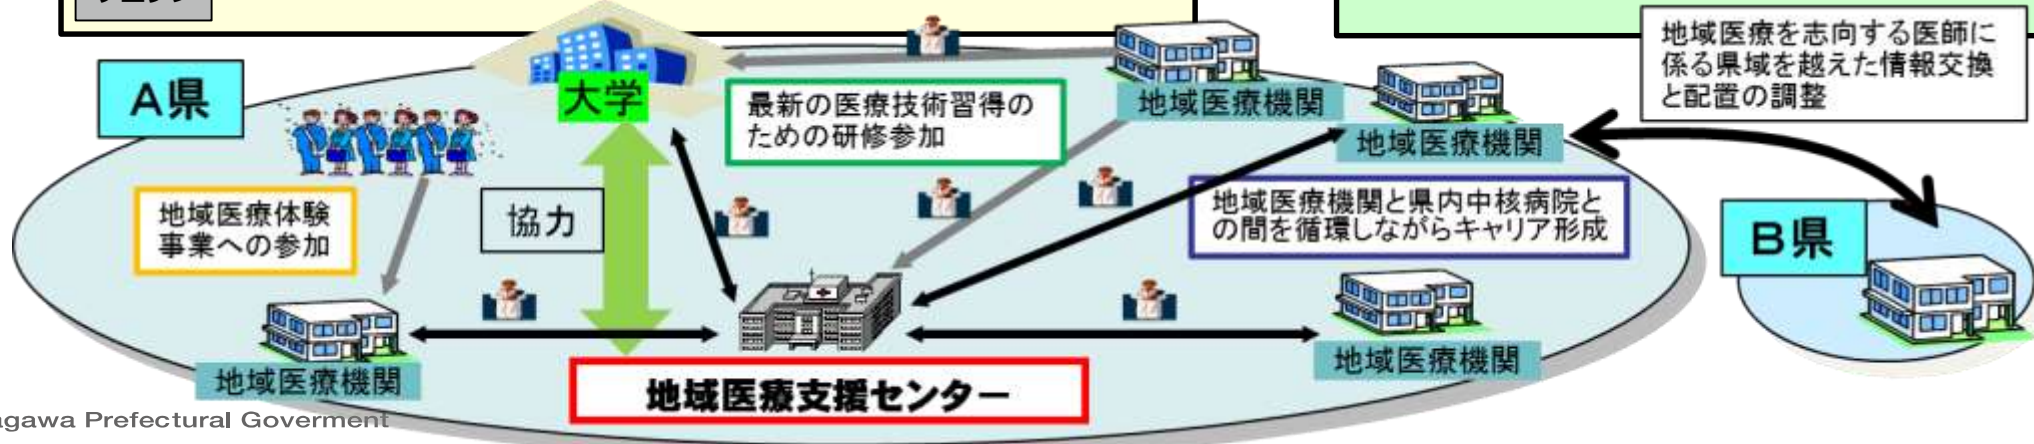 A県
大学
最新の医療技術習得の
ための研修参加
地域医療機関
地域医療機関
地域医療を志向する医師に
係る県域を越えた情報交換
と配置の調整
地域医療体験
事業への参加
協力
地域医療機関と県内中核病院と
の間を循環しながらキャリア形成
B県
地域医療機関
地域医療支援センター
地域医療機関
agawa Prefectural Goverment